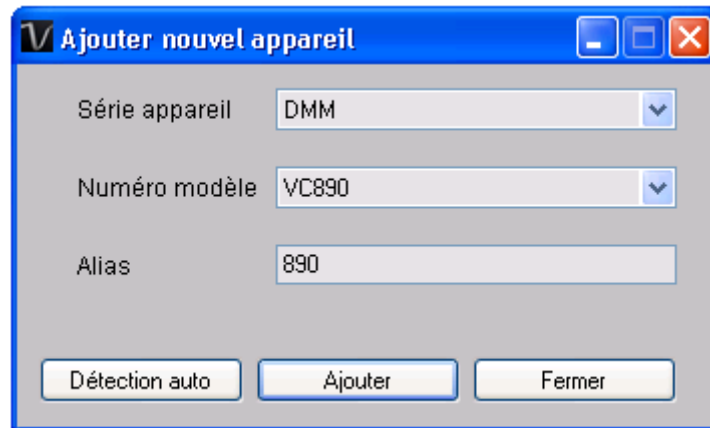 Ajouter nouvel appareil
Série appareil DMM
Numéro modèle VC890
Alias 890
Détection auto Ajouter Fermer